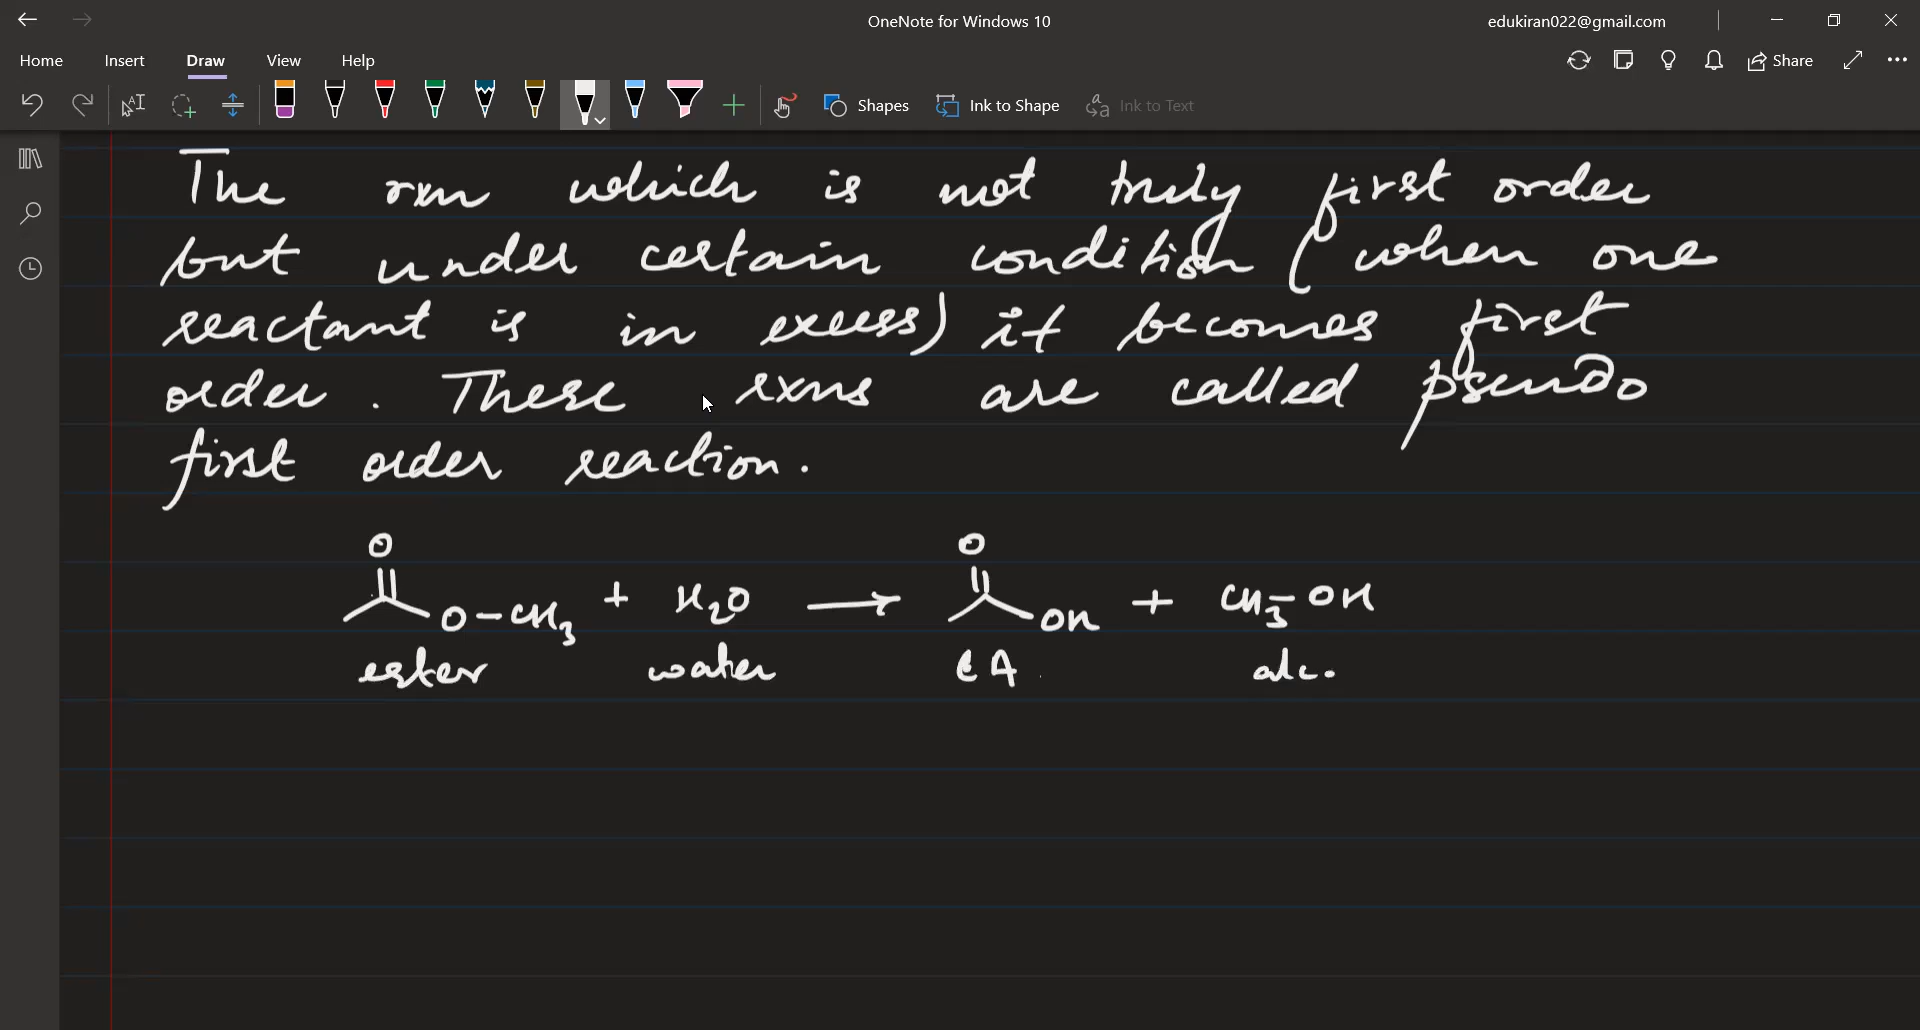 OneNote for Windows 10
edukiran022@gmail.com
Home Insert Draw View Help
Share
Shapes Ink to Shape Ink to Text
The rxn which is not truly first order
but under certain condition (when one
reactant is in excess) it becomes first
order. These rxns are called pseudo
first order reaction.
O O
O-CH3 + H2O → OH + CH3-OH
ester water CA. alc.